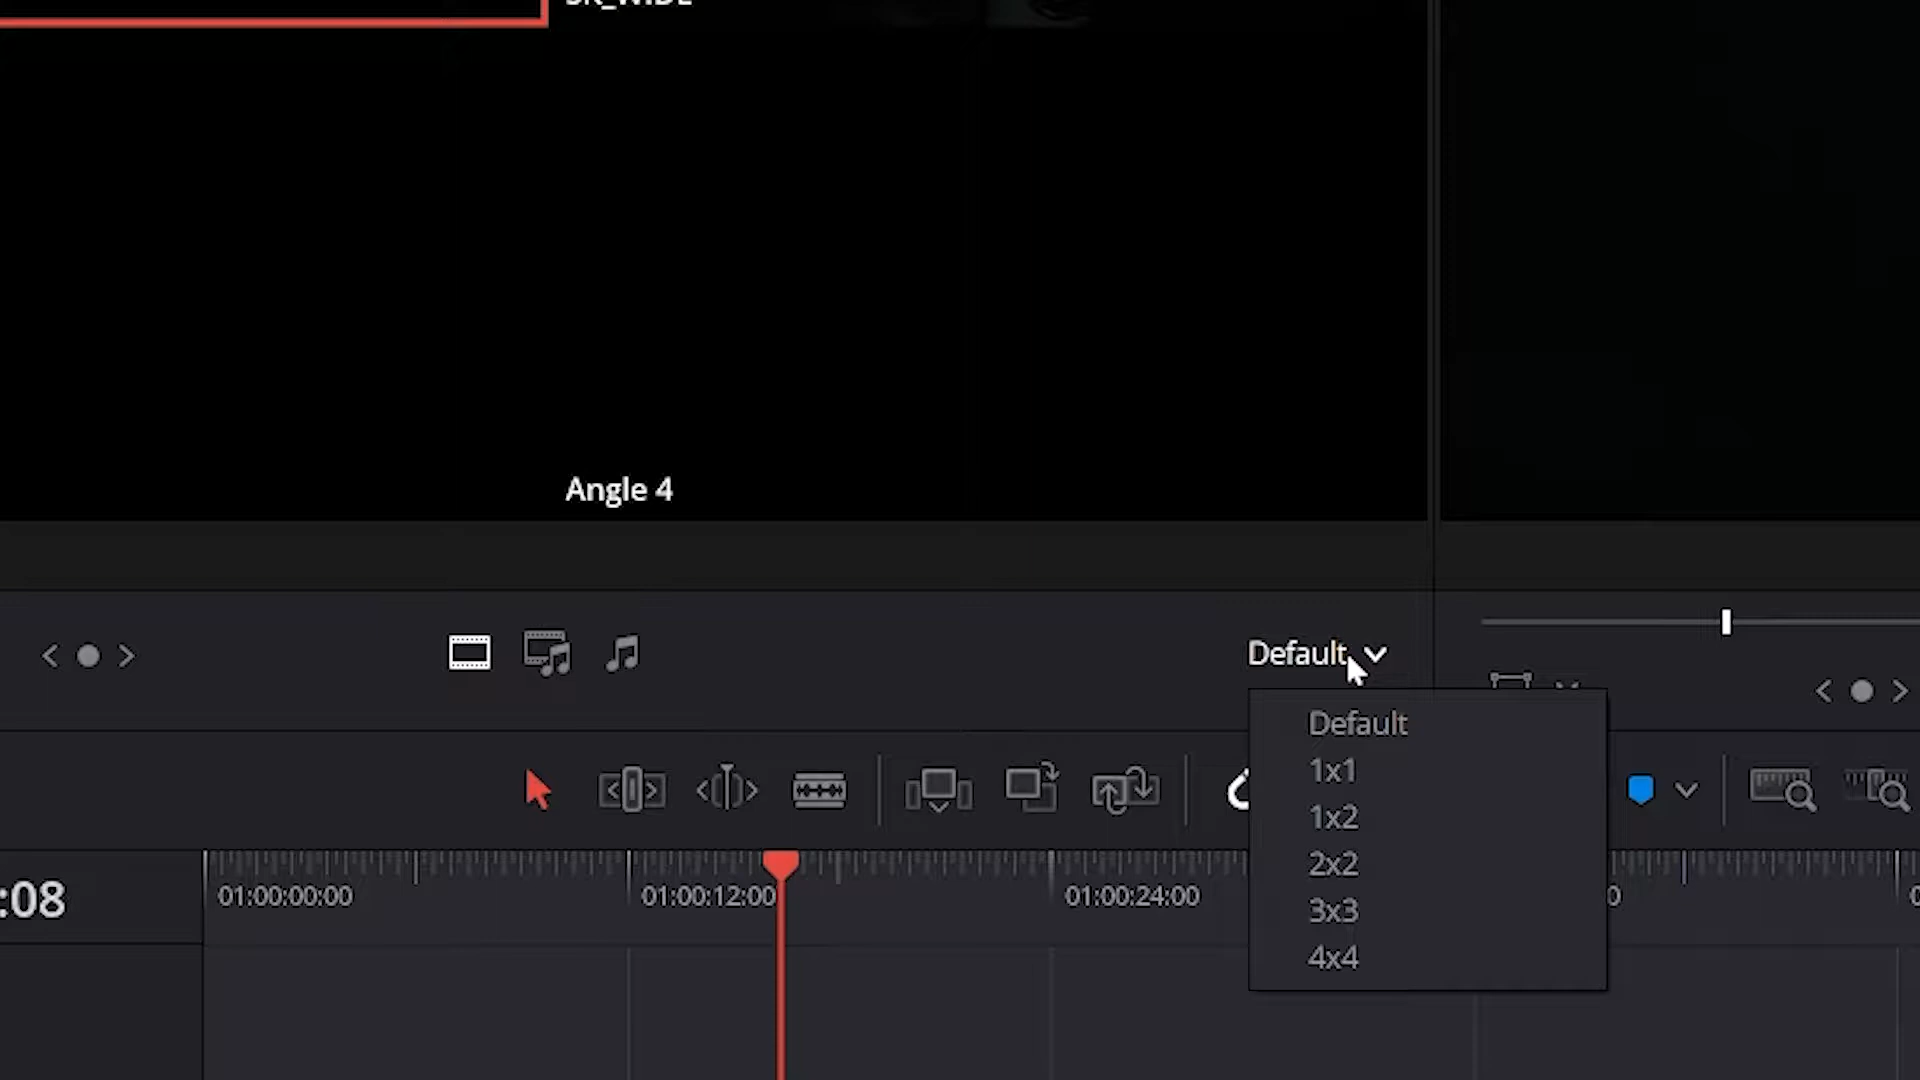 SR_WIDE
Angle 4
Default
Default
1x1
1x2
2x2
3x3
4x4
:08
01:00:00:00
01:00:12:00
01:00:24:00